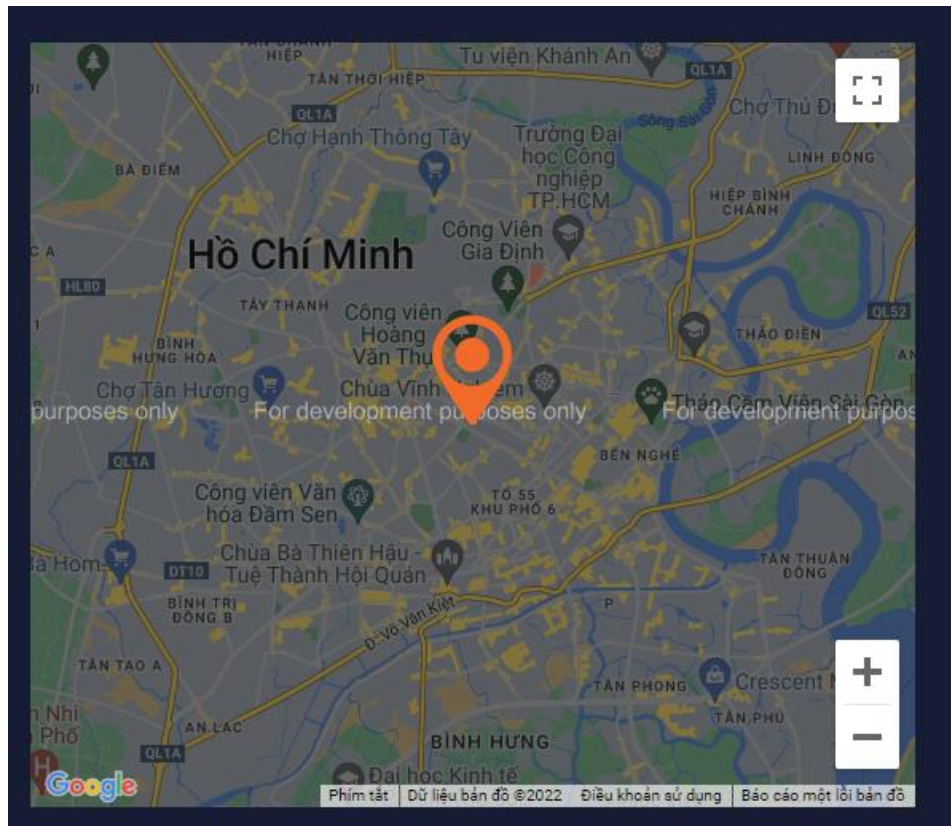 HIỆP
Tu viện Khánh An
TÂN THỚI HIỆP
QL1A
QL1A
Sông Sài Gòn
Chợ Thủ Đ
Chợ Hạnh Thông Tây
Trường Đại
học Công
nghiệp
TP.HCM
BÀ ĐIỂM
LINH ĐÔNG
HIỆP BÌNH
CHÁNH
Công Viên
Gia Định
Hồ Chí Minh
C A
HL80
TÂY THẠNH
Công viên
Hoàng
Văn Thụ
QL52
1
THẢO ĐIỀN
BÌNH
HƯNG HÒA
AN
Chợ Tân Hương
Chùa Vĩnh
Thảo Cầm Viên Sài Gòn
purposes only
For development purposes only
For development purpos
BẾN NGHÉ
QL1A
Công viên Văn
hóa Đầm Sen
TỔ 55
KHU PHỐ 6
Bà Hom
DT10
Chùa Bà Thiên Hậu -
Tuệ Thành Hội Quán
TÂN THUẬN
ĐÔNG
BÌNH TRỊ
ĐÔNG B
Đ. Võ Văn Kiệt
P
TÂN TẠO A
TÂN PHONG
Crescent
n Nhi
Phố
AN LẠC
TÂN PHÚ
QL1A
BÌNH HƯNG
H
Đại học Kinh tế
Google
Phím tắt
Dữ liệu bản đồ ©2022
Điều khoản sử dụng
Báo cáo một lỗi bản đồ